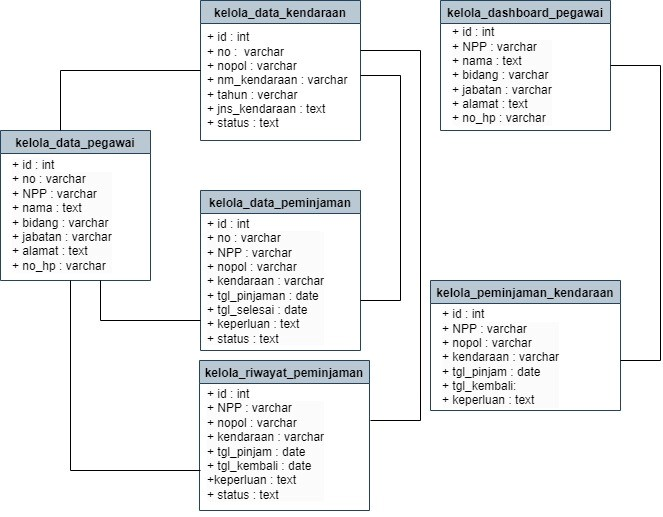 kelola_data_kendaraan
+ id : int
+ no :  varchar
+ nopol : varchar
+ nm_kendaraan : varchar
+ tahun : verchar
+ jns_kendaraan : text
+ status : text
kelola_dashboard_pegawai
+ id : int
+ NPP : varchar
+ nama : text
+ bidang : varchar
+ jabatan : varchar
+ alamat : text
+ no_hp : varchar
kelola_data_pegawai
+ id : int
+ no : varchar
+ NPP : varchar
+ nama : text
+ bidang : varchar
+ jabatan : varchar
+ alamat : text
+ no_hp : varchar
kelola_data_peminjaman
+ id : int
+ no : varchar
+ NPP : varchar
+ nopol : varchar
+ kendaraan : varchar
+ tgl_pinjaman : date
+ tgl_selesai : date
+ keperluan : text
+ status : text
kelola_peminjaman_kendaraan
+ id : int
+ NPP : varchar
+ nopol : varchar
+ kendaraan : varchar
+ tgl_pinjam : date
+ tgl_kembali:
+ keperluan : text
kelola_riwayat_peminjaman
+ id : int
+ NPP : varchar
+ nopol : varchar
+ kendaraan : varchar
+ tgl_pinjam : date
+ tgl_kembali : date
+keperluan : text
+ status : text